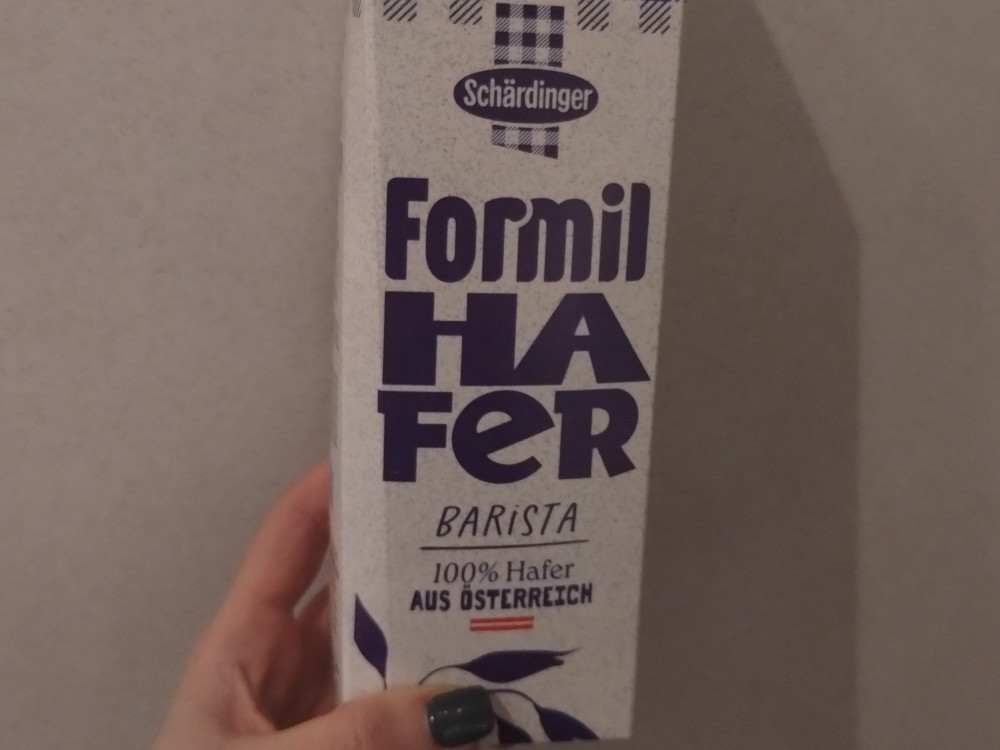 Schärdinger
Formil
HA
FeR
BARiSTA
100% Hafer
AUS ÖSTERREICH